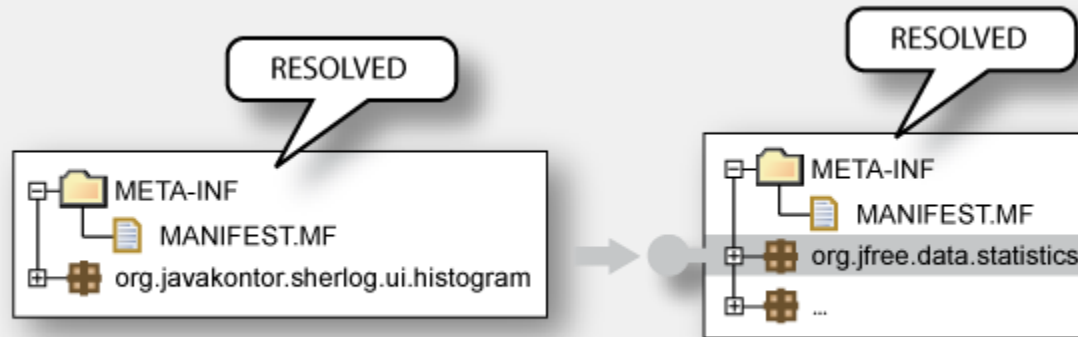 RESOLVED
META-INF
MANIFEST.MF
org.javakontor.sherlog.ui.histogram
RESOLVED
META-INF
MANIFEST.MF
org.jfree.data.statistics
...